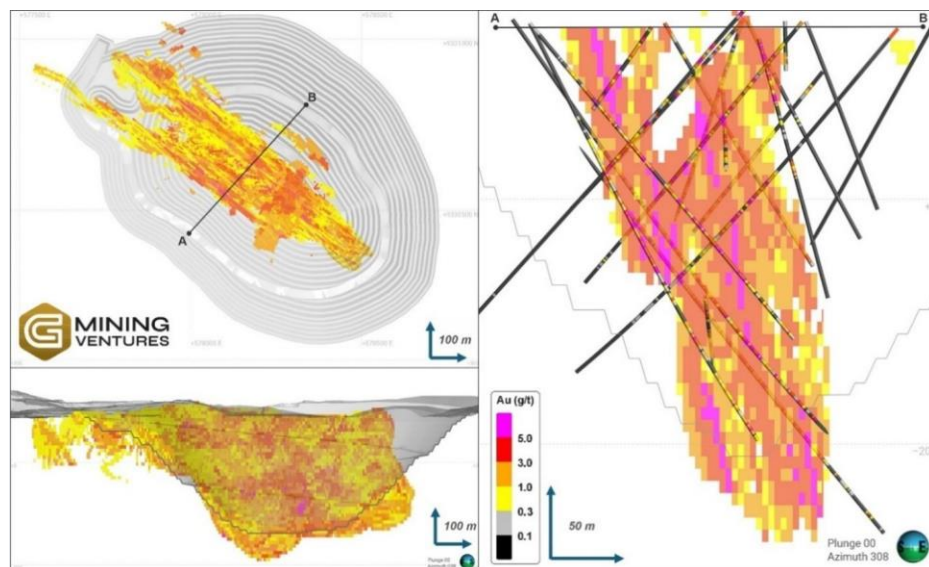 B
A
G
MINING
VENTURES
100 m
100 m
A
B
Au (g/t)
5.0
3.0
1.0
0.3
0.1
50 m
-20
Plunge 00
Azimuth 308
S E